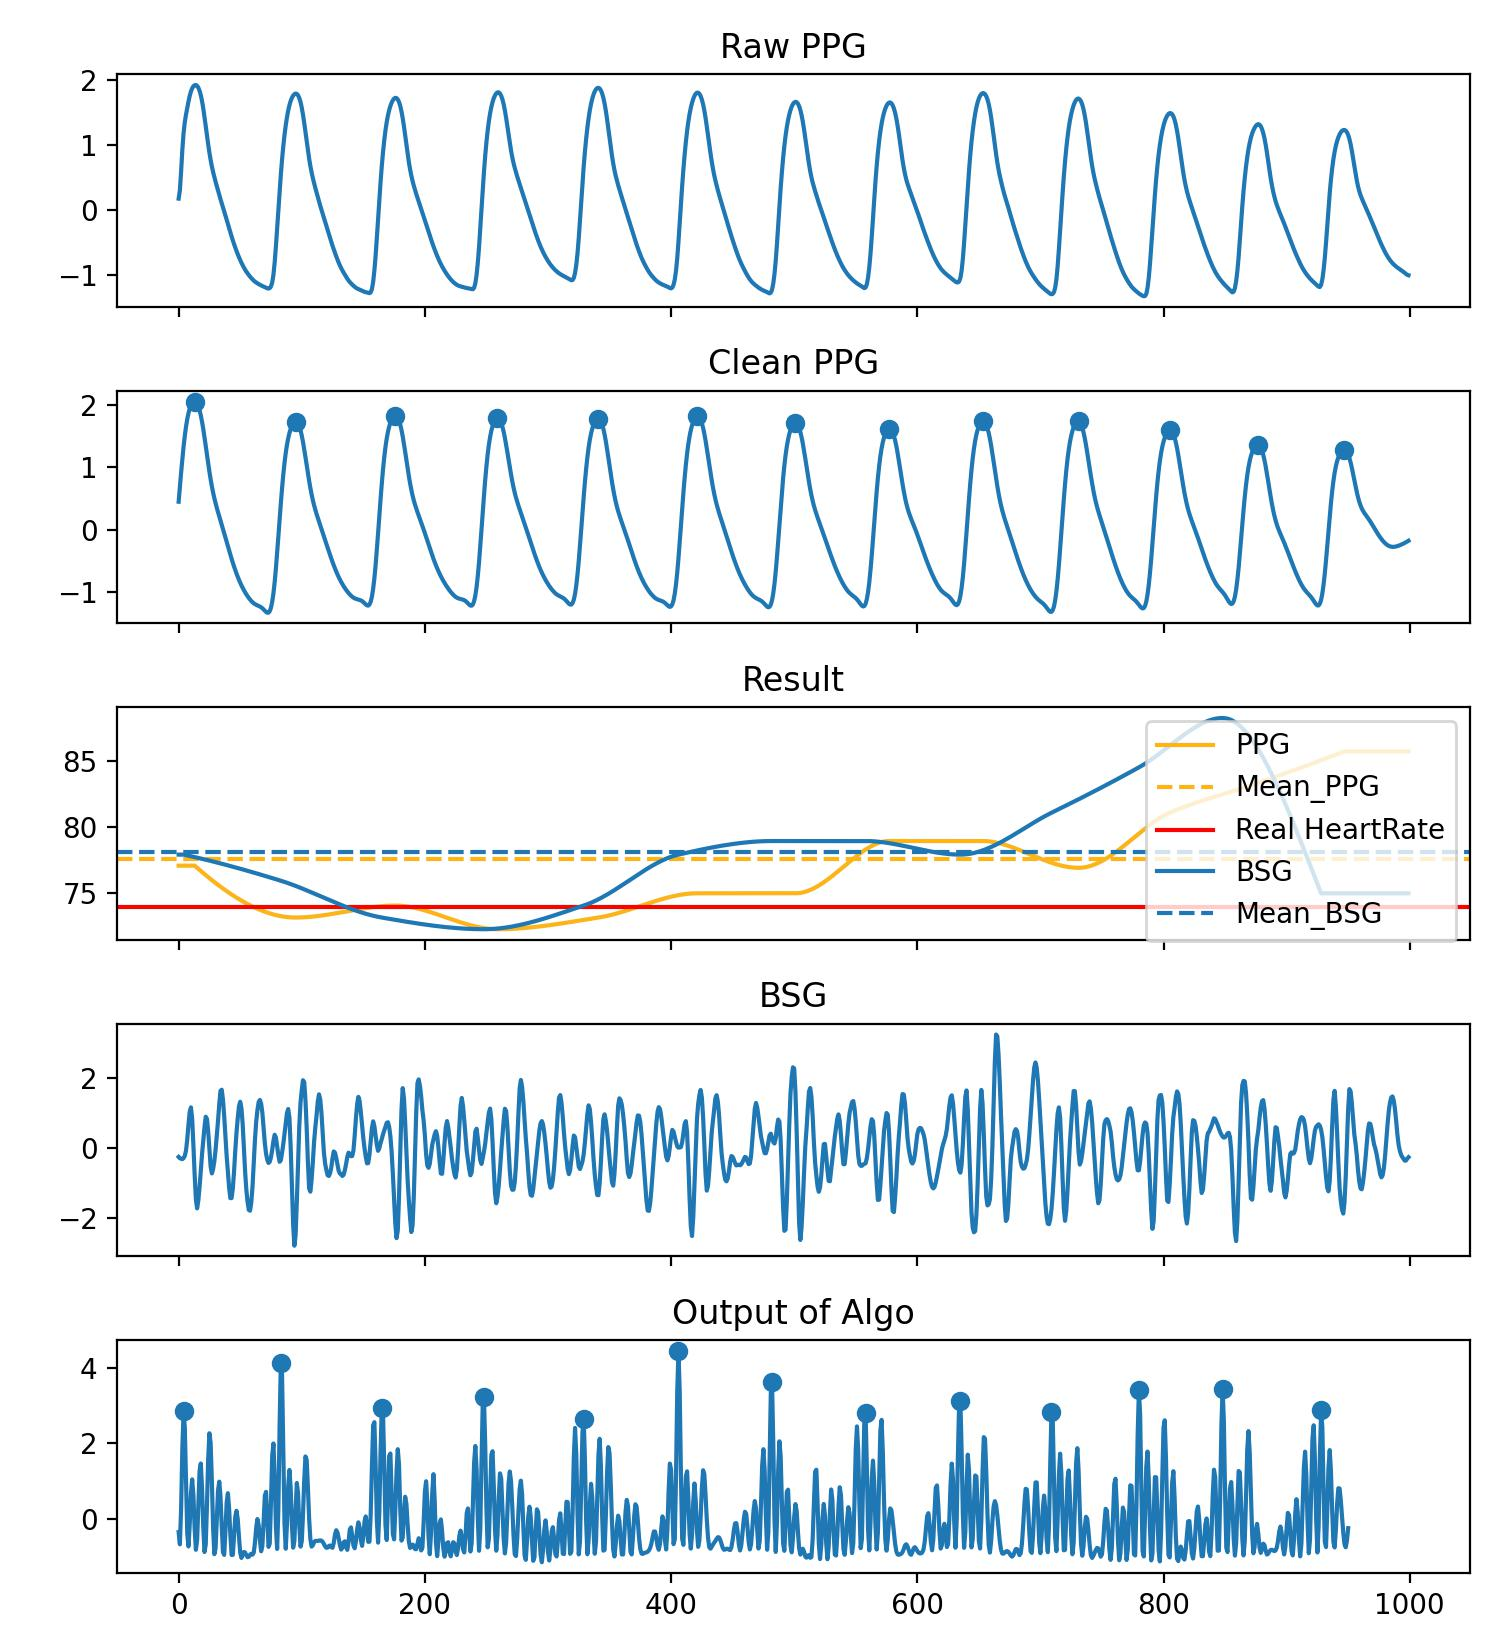 Raw PPG
2
1
0
−1
Clean PPG
2
1
0
−1
Result
85
80
75
PPG
Mean_PPG
Real HeartRate
BSG
Mean_BSG
BSG
2
0
−2
Output of Algo
4
2
0
0 200 400 600 800 1000